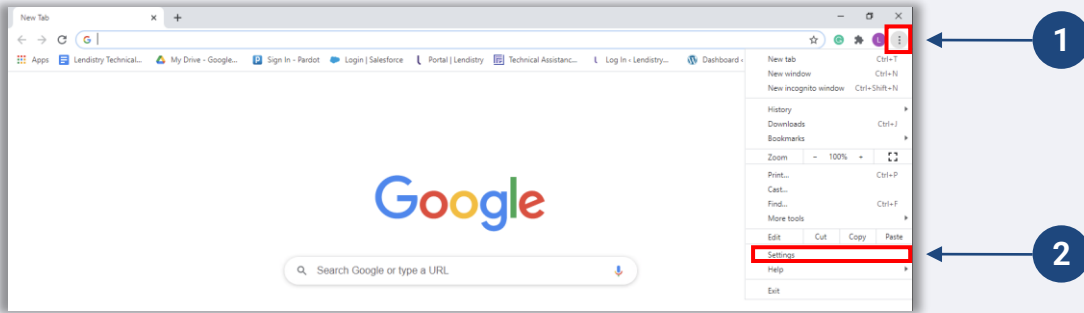 New Tab
G
Apps Lendistry Technical... My Drive - Google... Sign In - Pardot Login | Salesforce Portal | Lendistry Technical Assistanc... Log In ‹ Lendistry... Dashboard ‹
L
1
New tab Ctrl+T
New window Ctrl+N
New incognito window Ctrl+Shift+N
History
Downloads Ctrl+J
Bookmarks
Zoom - 100% +
Print... Ctrl+P
Cast...
Find... Ctrl+F
More tools
Edit Cut Copy Paste
Settings
2
Help
Exit
Google
Search Google or type a URL